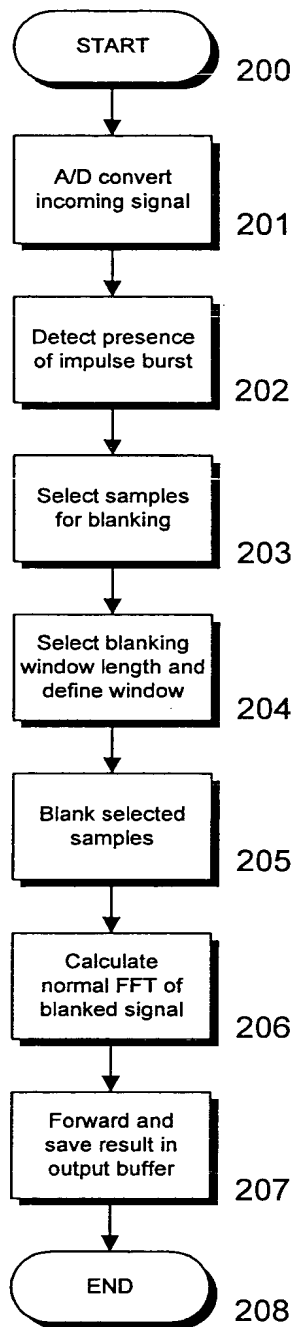 START
200
A/D convert
incoming signal
201
Detect presence
of impulse burst
202
Select samples
for blanking
203
Select blanking
window length and
define window
204
Blank selected
samples
205
Calculate
normal FFT of
blanked signal
206
Forward and
save result in
output buffer
207
END
208